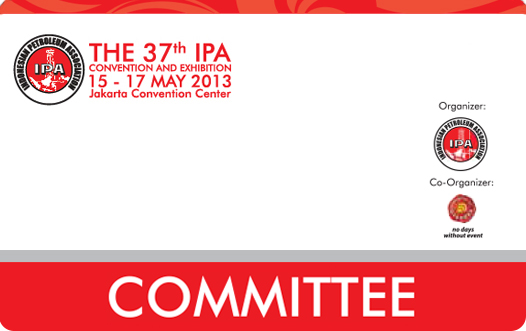 INDONESIAN PETROLEUM ASSOCIATION
IPA
THE 37th IPA
CONVENTION AND EXHIBITION
15 - 17 MAY 2013
Jakarta Convention Center
Organizer:
INDONESIAN PETROLEUM ASSOCIATION
IPA
Co-Organizer:
no days
without event
COMMITTEE